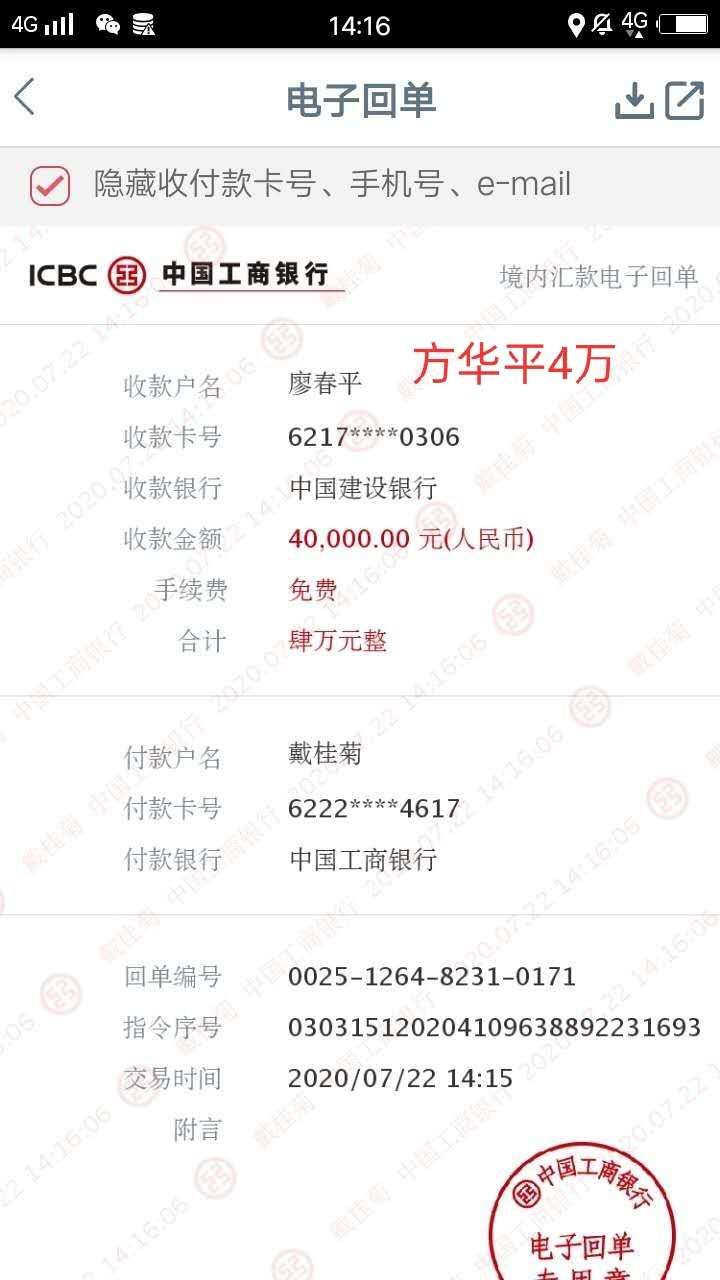 4G 14:16 4G
电子回单
隐藏收付款卡号、手机号、e-mail
ICBC 中国工商银行 境内汇款电子回单
方华平4万
收款户名 廖春平
收款卡号 6217****0306
收款银行 中国建设银行
收款金额 40,000.00 元(人民币)
手续费 免费
合计 肆万元整
付款户名 戴桂菊
付款卡号 6222****4617
付款银行 中国工商银行
回单编号 0025-1264-8231-0171
指令序号 030315120204109638892231693
交易时间 2020/07/22 14:15
附言
中国工商银行
电子回单
专用章
戴桂菊 中国工商银行 2020.07.22 14:16:06